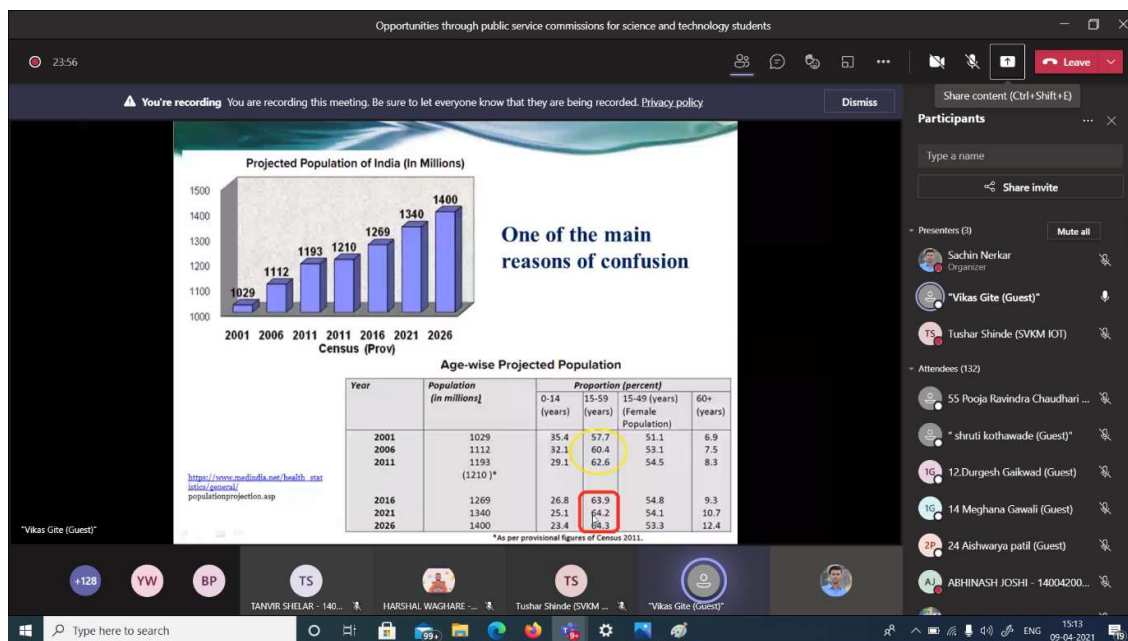 Opportunities through public service commissions for science and technology students
23:56
Leave
You're recording You are recording this meeting. Be sure to let everyone know that they are being recorded. Privacy policy
Dismiss
Share content (Ctrl+Shift+E)
Participants
Type a name
Share invite
Presenters (3)
Mute all
Sachin Nerkar
Organizer
"Vikas Gite (Guest)"
TS
Tushar Shinde (SVKM IOT)
Attendees (132)
55 Pooja Ravindra Chaudhari ...
" shruti kothawade (Guest)"
1G
12.Durgesh Gaikwad (Guest)
1G
14 Meghana Gawali (Guest)
2P
24 Aishwarya patil (Guest)
AJ
ABHINASH JOSHI - 14004200...
Projected Population of India (In Millions)
1500
1400
1300
1200
1100
1000
1029
1112
1193
1210
1269
1340
1400
2001 2006 2011 2011 2016 2021 2026
Census (Prov)
One of the main
reasons of confusion
Age-wise Projected Population
Year Population Proportion (percent)
(in millions) 0-14 15-59 15-49 (years) 60+
(years) (years) (Female (years)
Population)
2001 1029 35.4 57.7 51.1 6.9
2006 1112 32.1 60.4 53.1 7.5
2011 1193 29.1 62.6 54.5 8.3
(1210 )*
2016 1269 26.8 63.9 54.8 9.3
2021 1340 25.1 64.2 54.1 10.7
2026 1400 23.4 64.3 53.3 12.4
*As per provisional figures of Census 2011.
https://www.medindia.net/health_stat
istics/general/
populationprojection.asp
"Vikas Gite (Guest)"
+128
YW
BP
TS
TANVIR SHELAR - 140...
HARSHAL WAGHARE -...
TS
Tushar Shinde (SVKM ...
"Vikas Gite (Guest)"
Type here to search
99+
ENG
15:13
09-04-2021
19